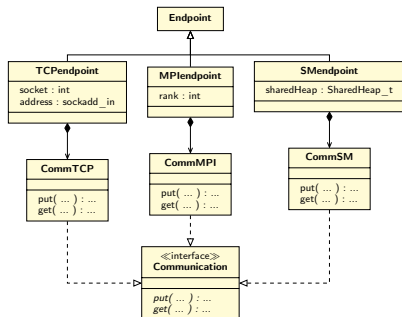 Endpoint
TCPendpoint
socket : int
address : sockadd_in
MPIendpoint
rank : int
SMendpoint
sharedHeap : SharedHeap_t
CommTCP
put( ... ) : ...
get( ... ) : ...
CommMPI
put( ... ) : ...
get( ... ) : ...
CommSM
put( ... ) : ...
get( ... ) : ...
≪interface≫
Communication
put( ... ) : ...
get( ... ) : ...